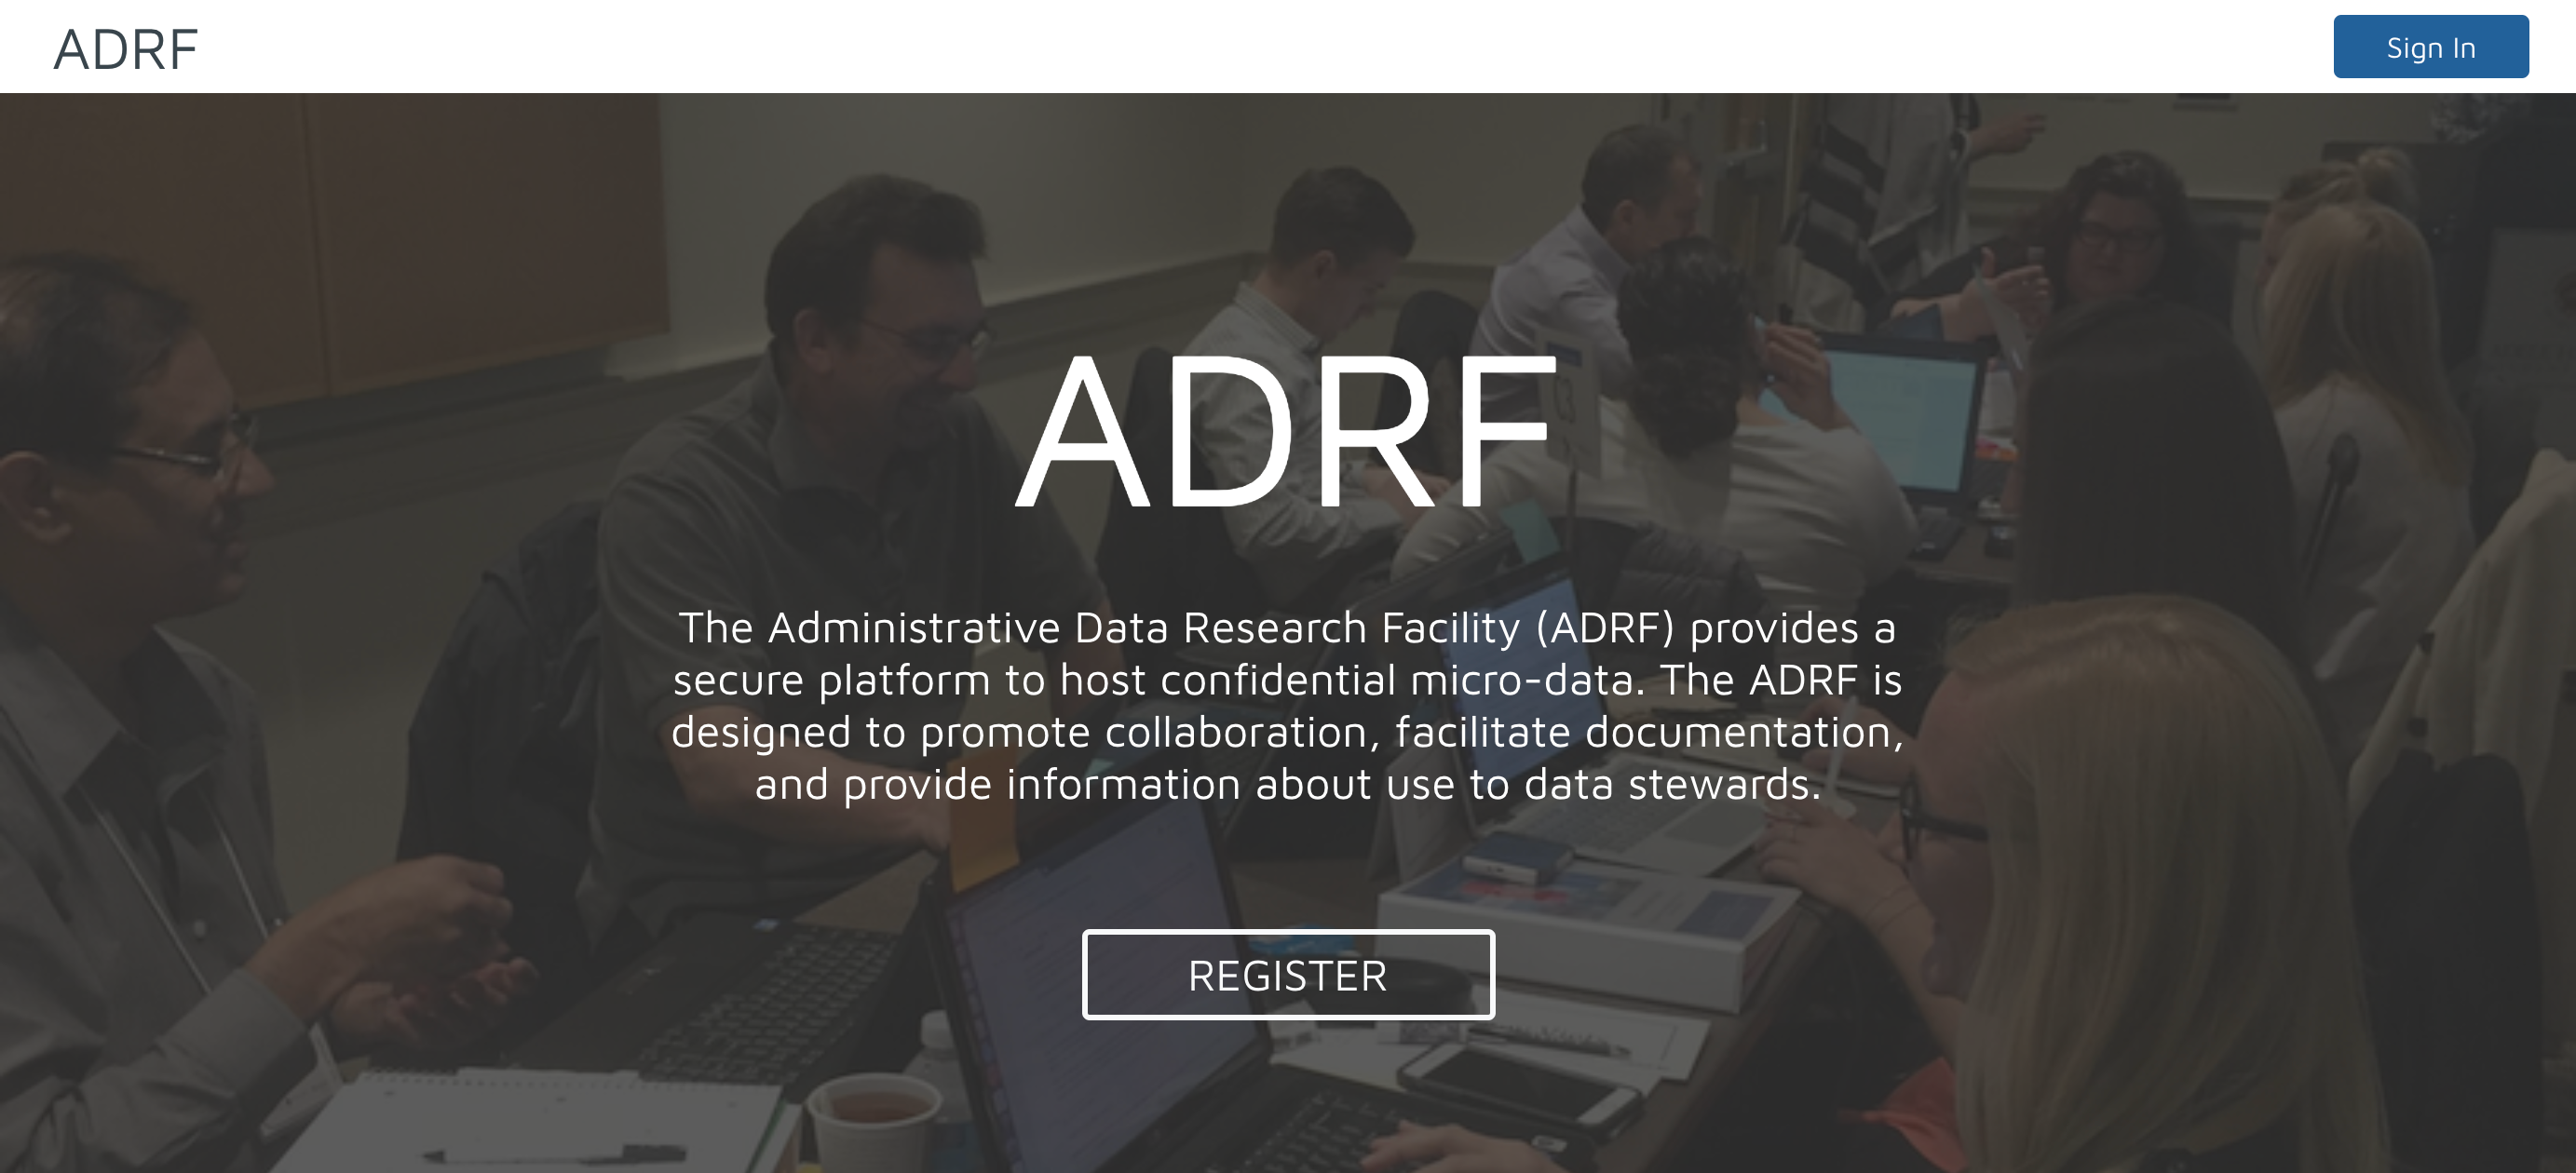 ADRF
Sign In
ADRF
The Administrative Data Research Facility (ADRF) provides a
secure platform to host confidential micro-data. The ADRF is
designed to promote collaboration, facilitate documentation,
and provide information about use to data stewards.
REGISTER